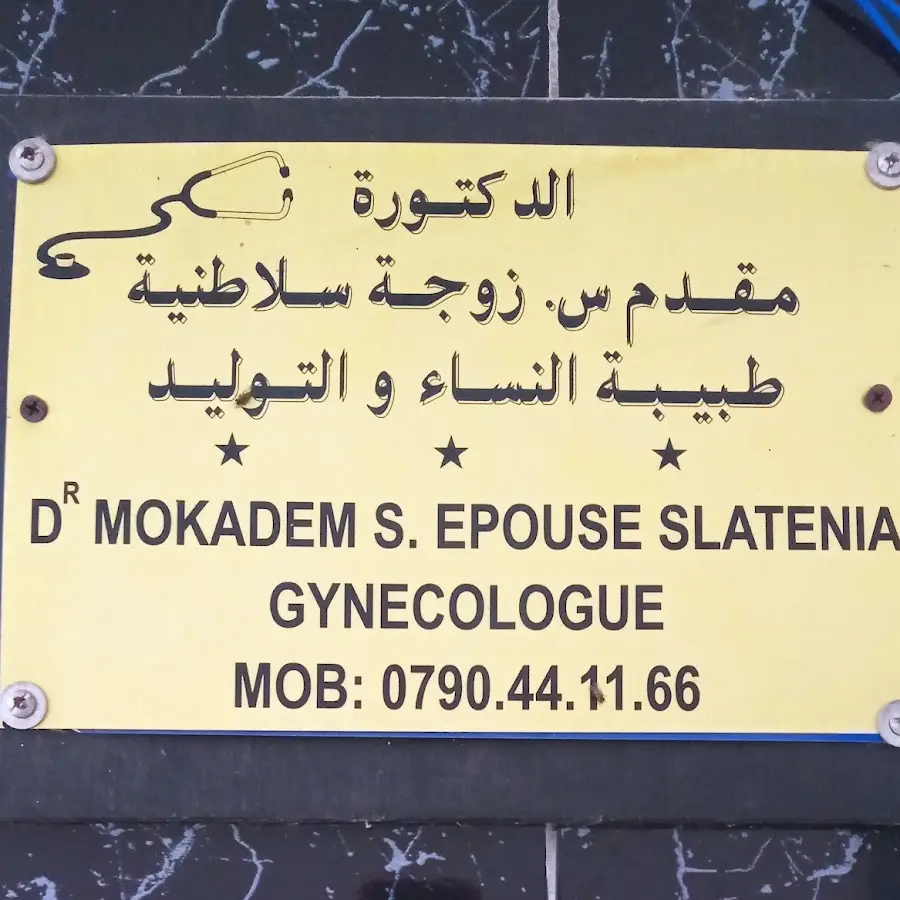 الدكتورة
مقدم س. زوجة سلاطنية
طبيبة النساء و التوليد
DR MOKADEM S. EPOUSE SLATENIA
GYNECOLOGUE
MOB: 0790.44.11.66